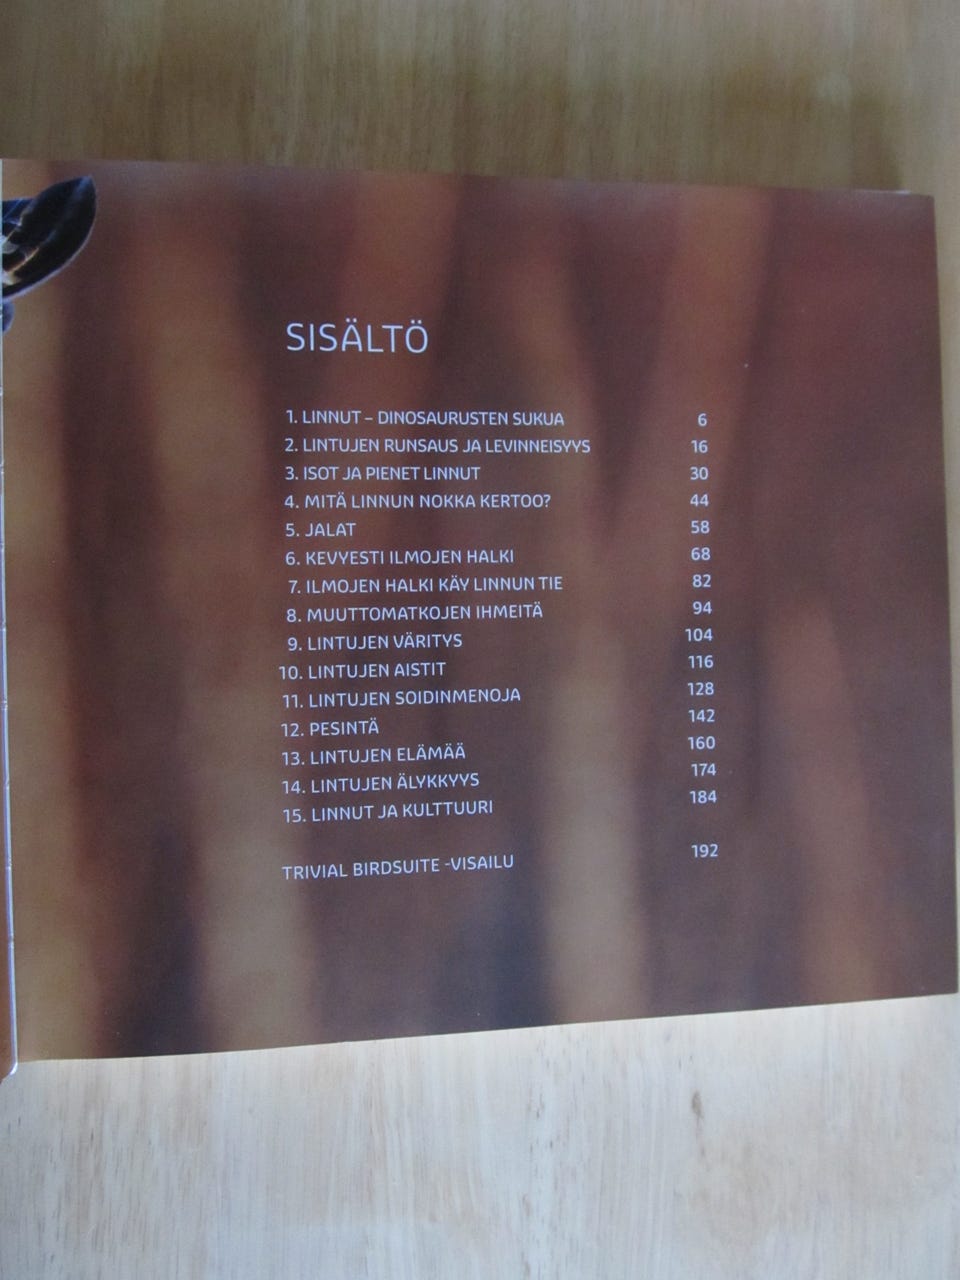 SISÄLTÖ
1. LINNUT – DINOSAURUSTEN SUKUA 6
2. LINTUJEN RUNSAUS JA LEVINNEISYYS 16
3. ISOT JA PIENET LINNUT 30
4. MITÄ LINNUN NOKKA KERTOO? 44
5. JALAT 58
6. KEVYESTI ILMOJEN HALKI 68
7. ILMOJEN HALKI KÄY LINNUN TIE 82
8. MUUTTOMATKOJEN IHMEITÄ 94
9. LINTUJEN VÄRITYS 104
10. LINTUJEN AISTIT 116
11. LINTUJEN SOIDINMENOJA 128
12. PESINTÄ 142
13. LINTUJEN ELÄMÄÄ 160
14. LINTUJEN ÄLYKKYYS 174
15. LINNUT JA KULTTUURI 184
TRIVIAL BIRDSUITE -VISAILU 192